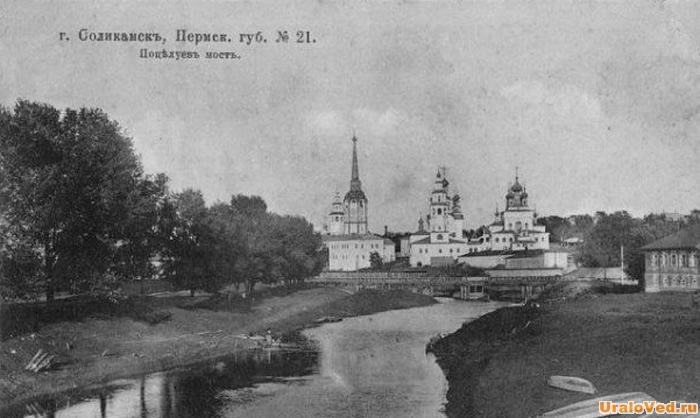 г. Соликамскъ, Пермск. губ. № 21.
Поцѣлуевъ мостъ.
UraloVed.ru